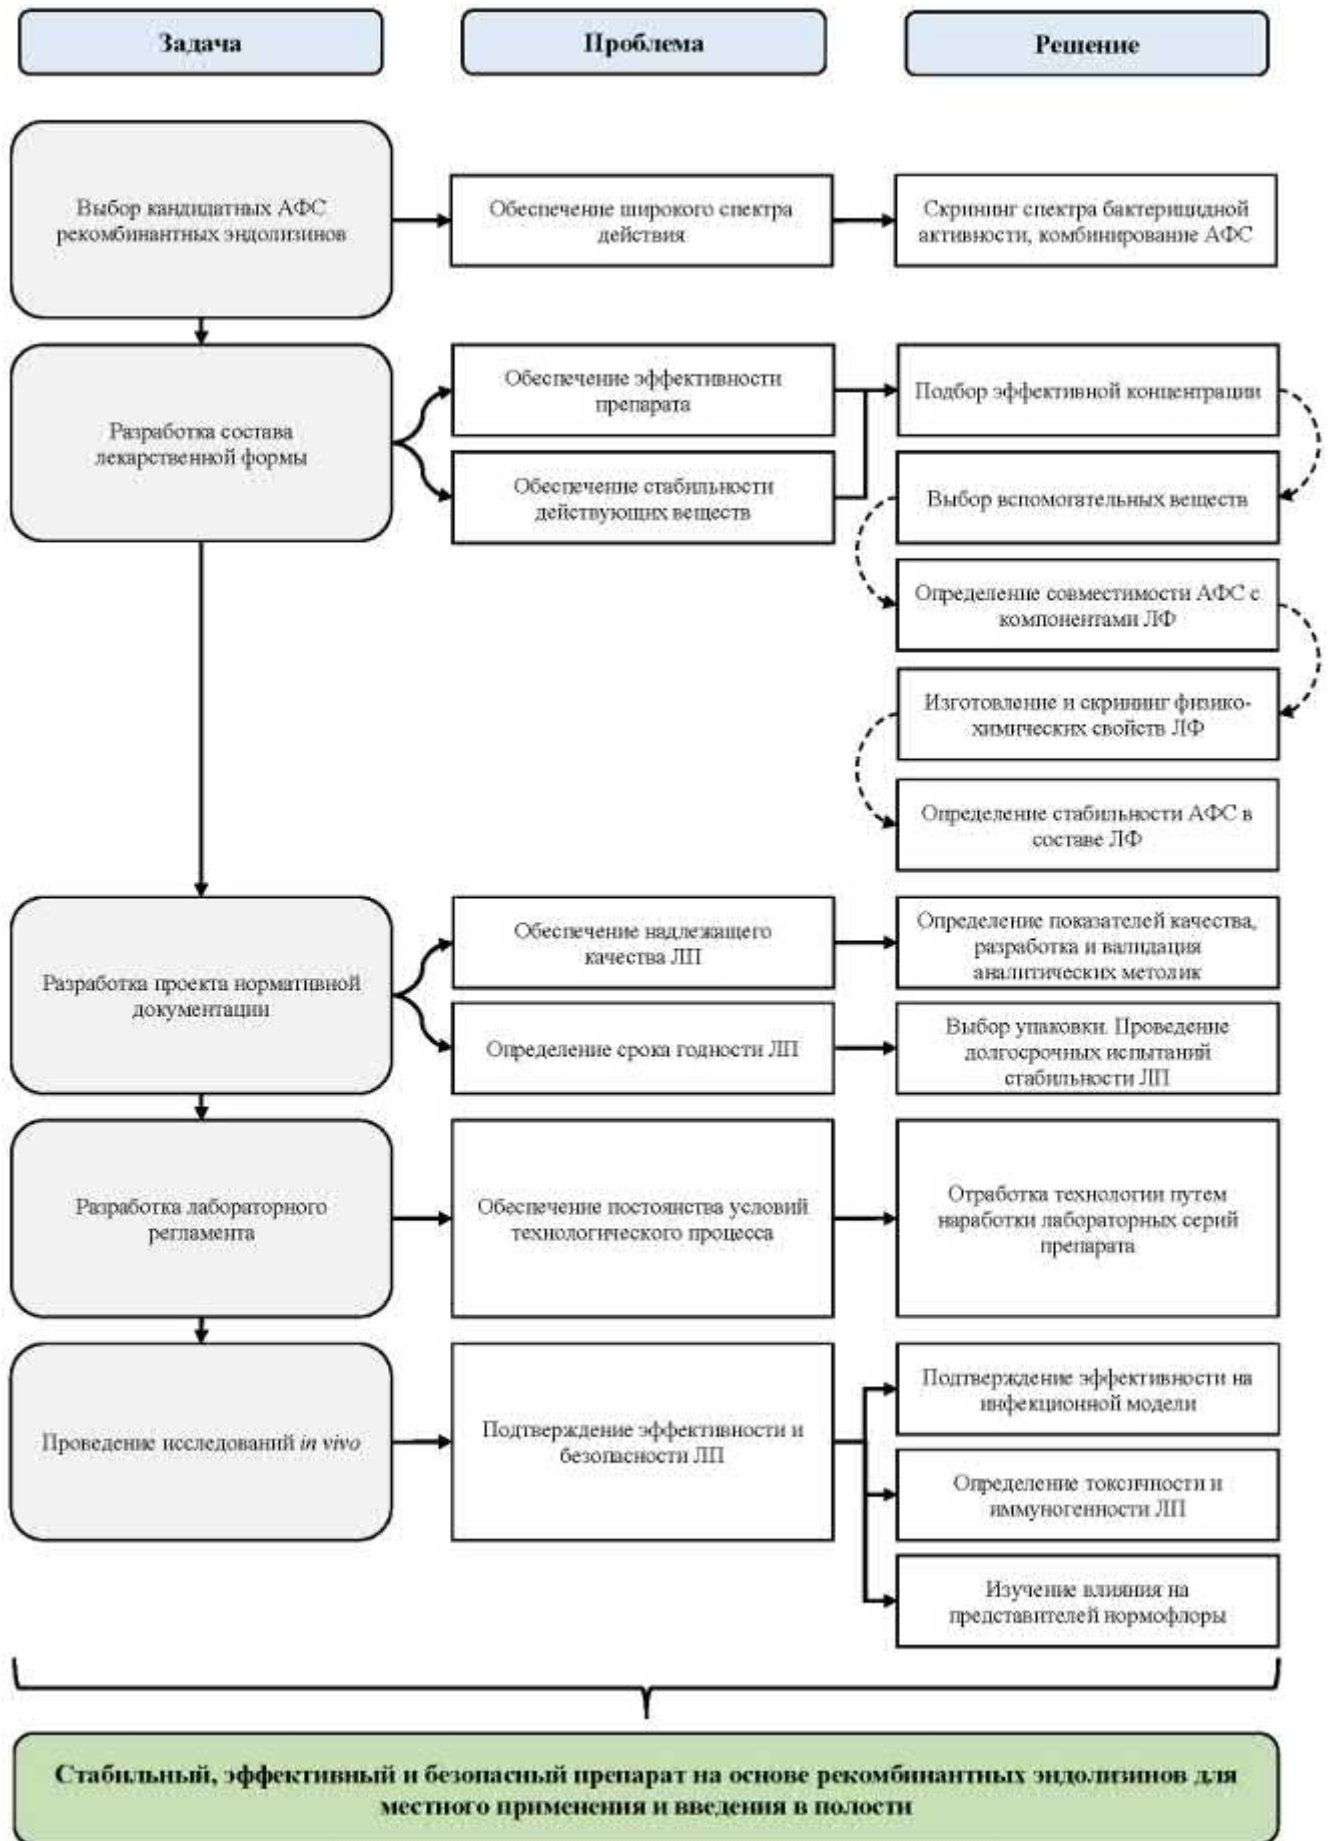 Задача
Проблема
Решение
Выбор кандидатных АФС
рекомбинантных эндолизинов
Обеспечение широкого спектра
действия
Скрининг спектра бактерицидной
активности, комбинирование АФС
Разработка состава
лекарственной формы
Обеспечение эффективности
препарата
Обеспечение стабильности
действующих веществ
Подбор эффективной концентрации
Выбор вспомогательных веществ
Определение совместимости АФС с
компонентами ЛФ
Изготовление и скрининг физико-
химических свойств ЛФ
Определение стабильности АФС в
составе ЛФ
Разработка проекта нормативной
документации
Обеспечение надлежащего
качества ЛП
Определение показателей качества,
разработка и валидация
аналитических методик
Определение срока годности ЛП
Выбор упаковки. Проведение
долгосрочных испытаний
стабильности ЛП
Разработка лабораторного
регламента
Обеспечение постоянства условий
технологического процесса
Отработка технологии путем
наработки лабораторных серий
препарата
Проведение исследований in vivo
Подтверждение эффективности и
безопасности ЛП
Подтверждение эффективности на
инфекционной модели
Определение токсичности и
иммуногенности ЛП
Изучение влияния на
представителей нормофлоры
Стабильный, эффективный и безопасный препарат на основе рекомбинантных эндолизинов для
местного применения и введения в полости